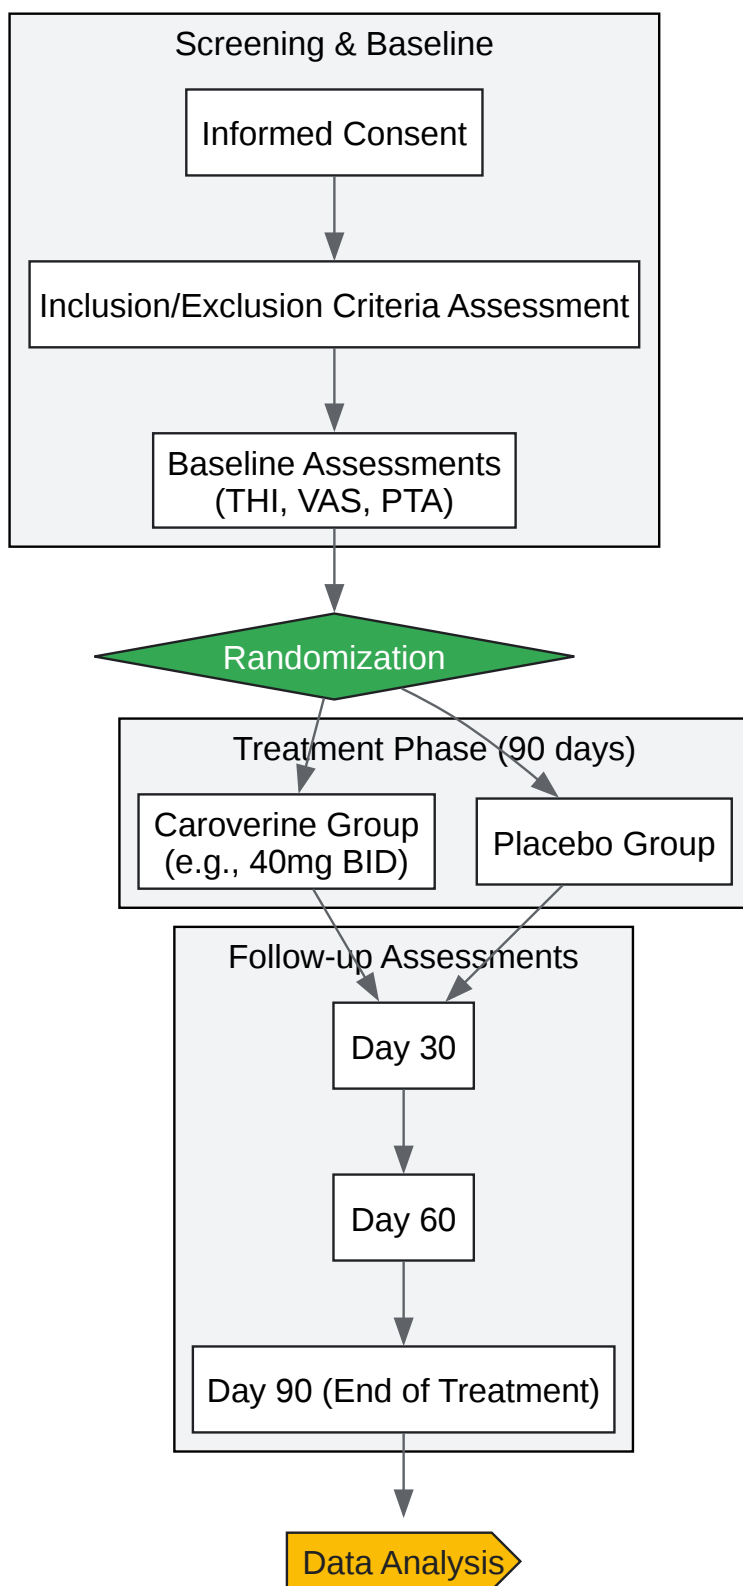 Screening & Baseline
Informed Consent
Inclusion/Exclusion Criteria Assessment
Baseline Assessments
(THI, VAS, PTA)
Randomization
Treatment Phase (90 days)
Caroverine Group
(e.g., 40mg BID)
Placebo Group
Follow-up Assessments
Day 30
Day 60
Day 90 (End of Treatment)
Data Analysis